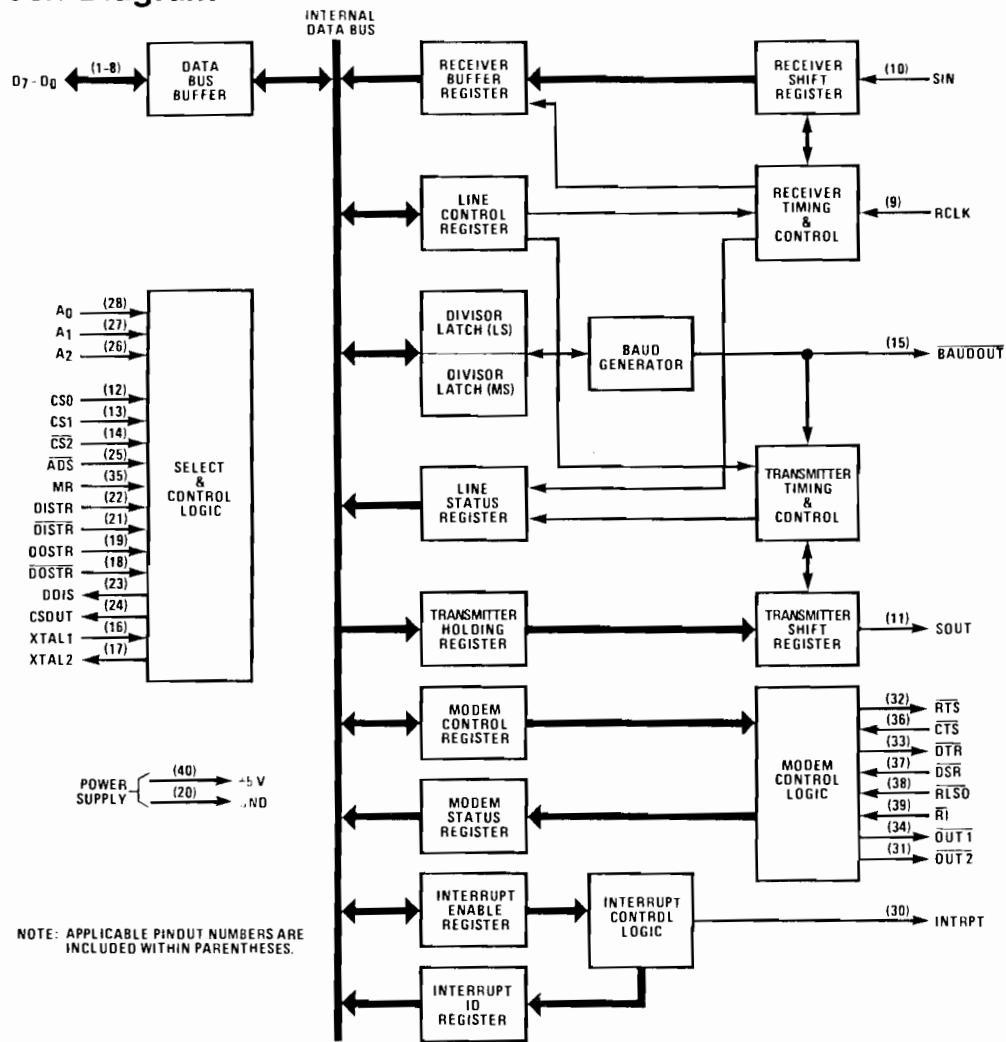 Diagram
INTERNAL
DATA BUS
D7 - D0
(1-8)
DATA
BUS
BUFFER
RECEIVER
BUFFER
REGISTER
RECEIVER
SHIFT
REGISTER
(10)
SIN
LINE
CONTROL
REGISTER
RECEIVER
TIMING
&
CONTROL
(9)
RCLK
A0
(28)
A1
(27)
A2
(26)
CS0
(12)
CS1
(13)
CS2
(14)
ADS
(25)
MR
(35)
DISTR
(22)
DISTR
(21)
DOSTR
(19)
DOSTR
(18)
DDIS
(23)
CSOUT
(24)
XTAL1
(16)
XTAL2
(17)
SELECT
&
CONTROL
LOGIC
DIVISOR
LATCH (LS)
DIVISOR
LATCH (MS)
BAUD
GENERATOR
(15)
BAUDOUT
LINE
STATUS
REGISTER
TRANSMITTER
TIMING
&
CONTROL
TRANSMITTER
HOLDING
REGISTER
TRANSMITTER
SHIFT
REGISTER
(11)
SOUT
MODEM
CONTROL
REGISTER
MODEM
CONTROL
LOGIC
(32)
RTS
(36)
CTS
(33)
DTR
(37)
DSR
(38)
RLSD
(39)
RI
(34)
OUT 1
(31)
OUT 2
POWER
SUPPLY
(40)
+5 V
(20)
GND
MODEM
STATUS
REGISTER
INTERRUPT
ENABLE
REGISTER
INTERRUPT
CONTROL
LOGIC
(30)
INTRPT
INTERRUPT
ID
REGISTER
NOTE: APPLICABLE PINOUT NUMBERS ARE
INCLUDED WITHIN PARENTHESES.